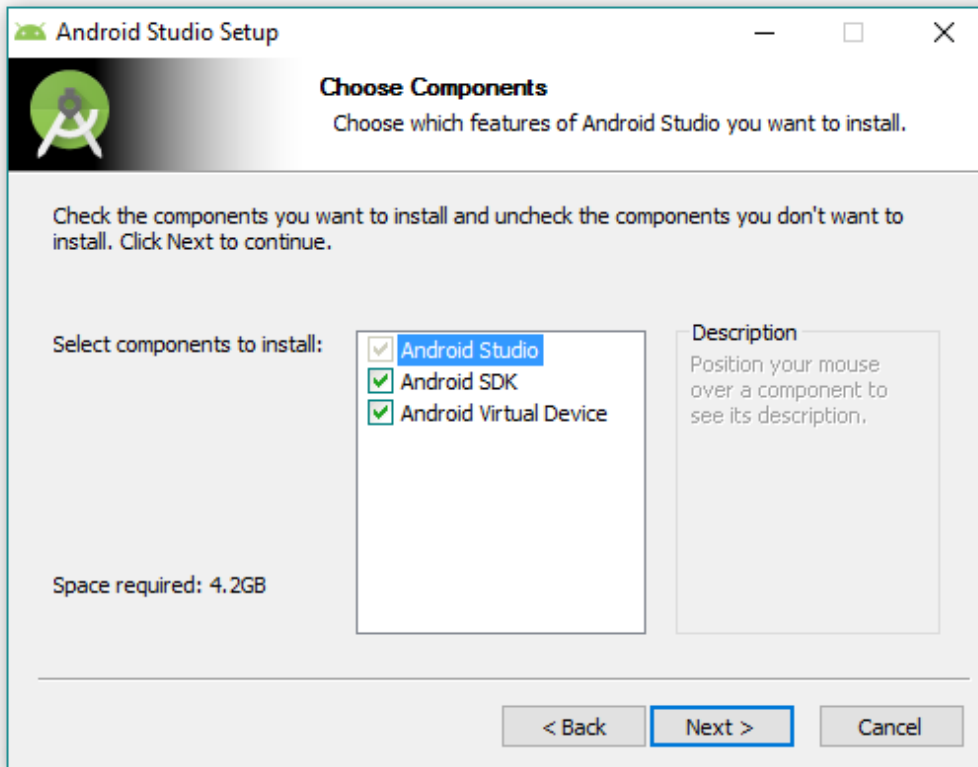 Android Studio Setup
Choose Components
Choose which features of Android Studio you want to install.
Check the components you want to install and uncheck the components you don't want to
install. Click Next to continue.
Select components to install:
Android Studio
Android SDK
Android Virtual Device
Description
Position your mouse
over a component to
see its description.
Space required: 4.2GB
< Back
Next >
Cancel